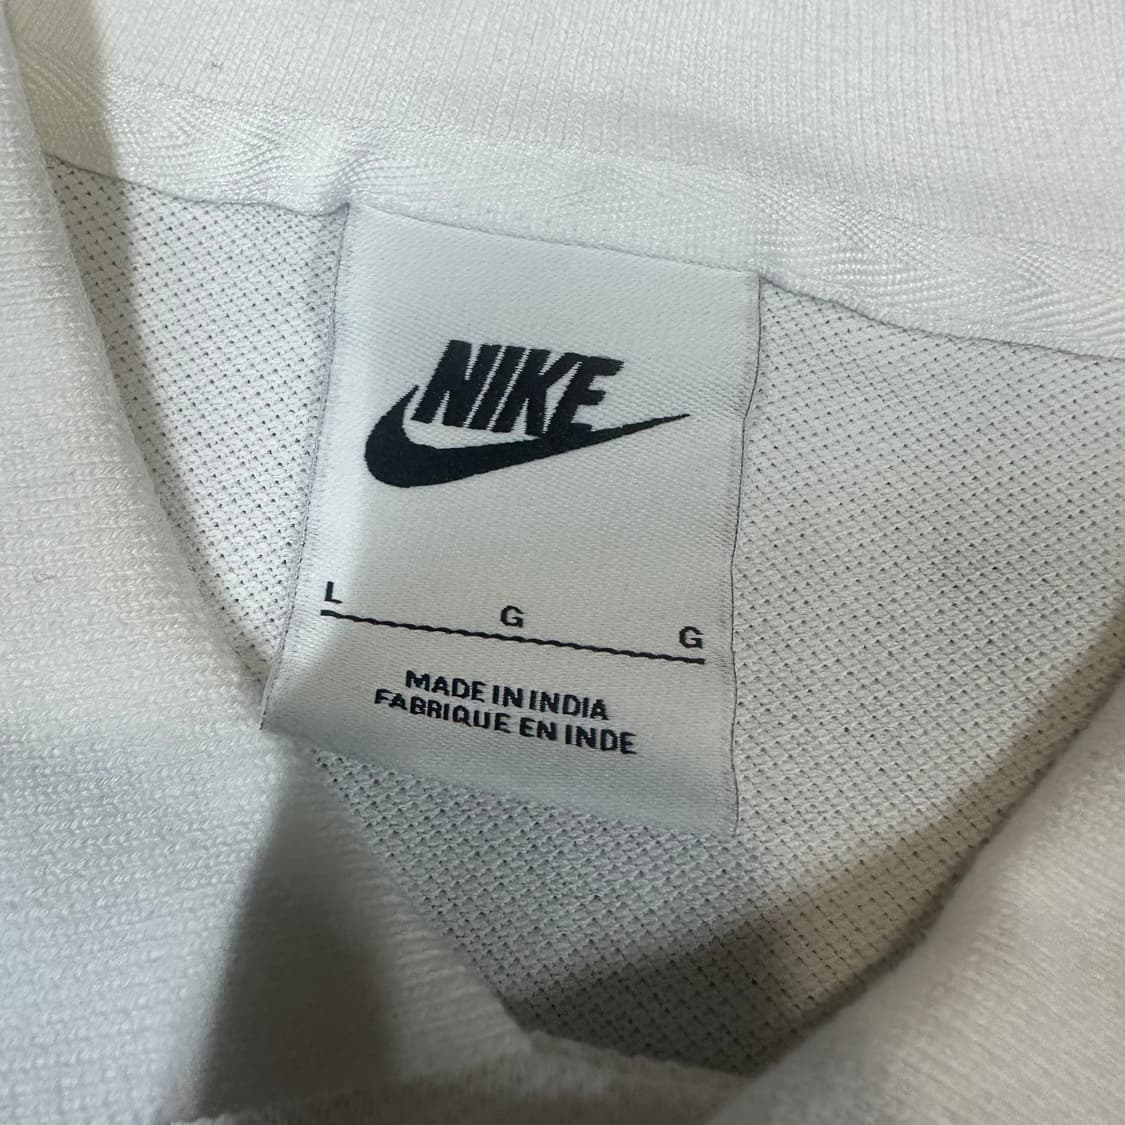 NIKE
L G G
MADE IN INDIA
FABRIQUE EN INDE